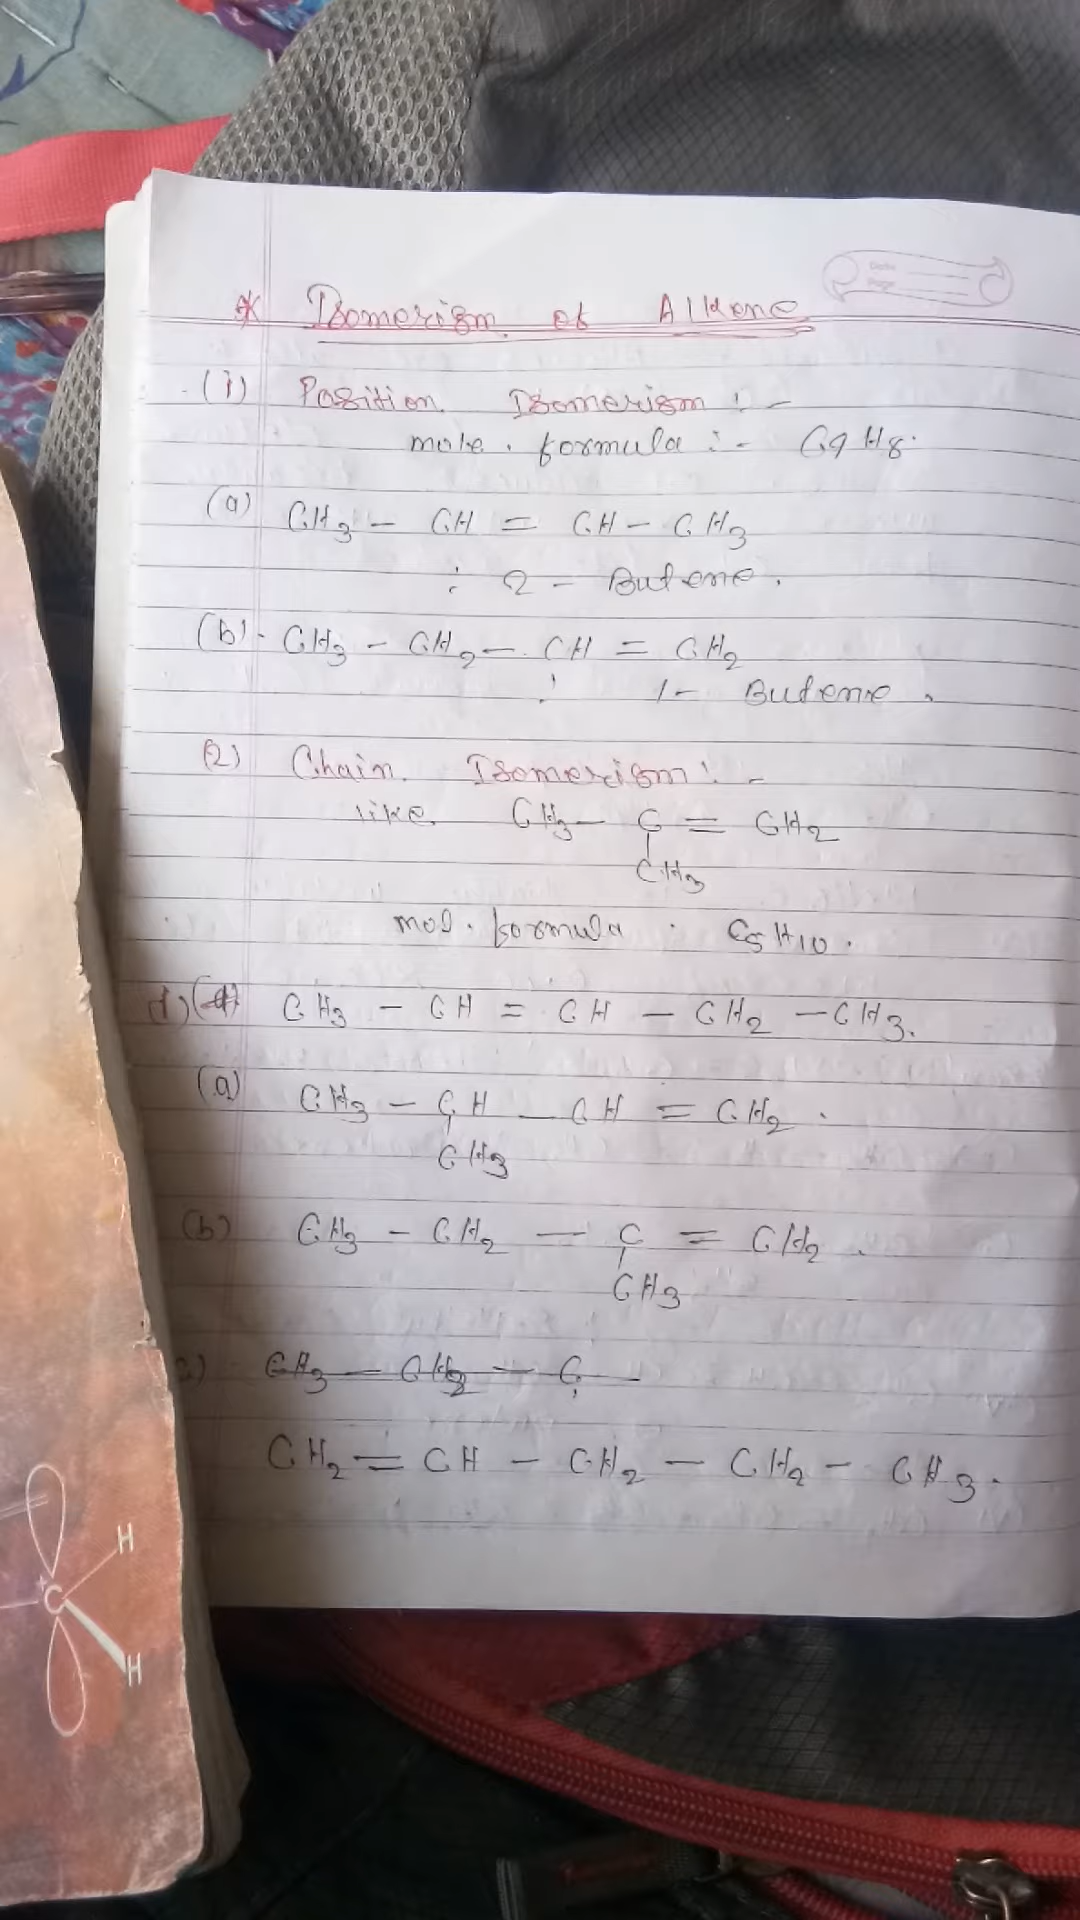 Date
Page
* Isomerism of Alkene
(1) Position Isomerism :-
mole. formula :- C4H8.
(a) CH3 - CH = CH - CH3
: 2 - Butene.
(b) CH3 - CH2 - CH = CH2
: 1- Butene.
(2) Chain Isomerism :-
like CH3 - C = CH2
CH3
mol. formula . C5H10.
CH3 - CH = CH - CH2 - CH3.
(a) CH3 - CH - CH = CH2.
CH3
(b) CH3 - CH2 - C = CH2.
CH3
CH3 - CH2 - C -
CH2 = CH - CH2 - CH2 - CH3.
H
C
H